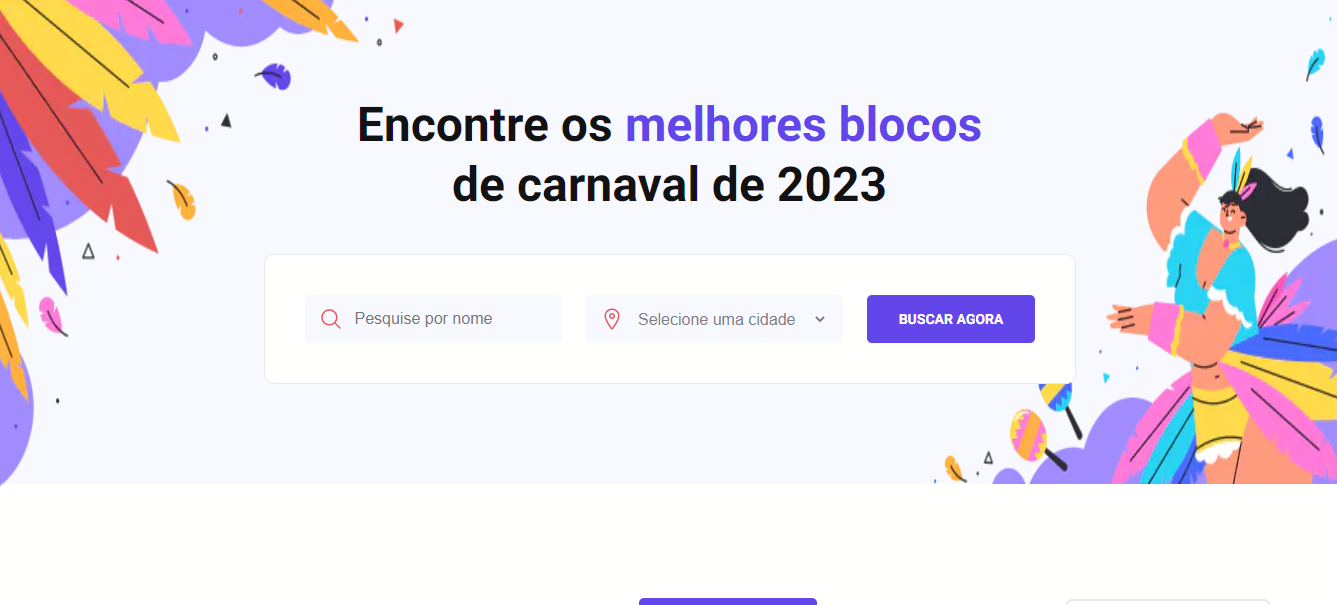 Encontre os melhores blocos
de carnaval de 2023
Pesquise por nome
Selecione uma cidade
BUSCAR AGORA